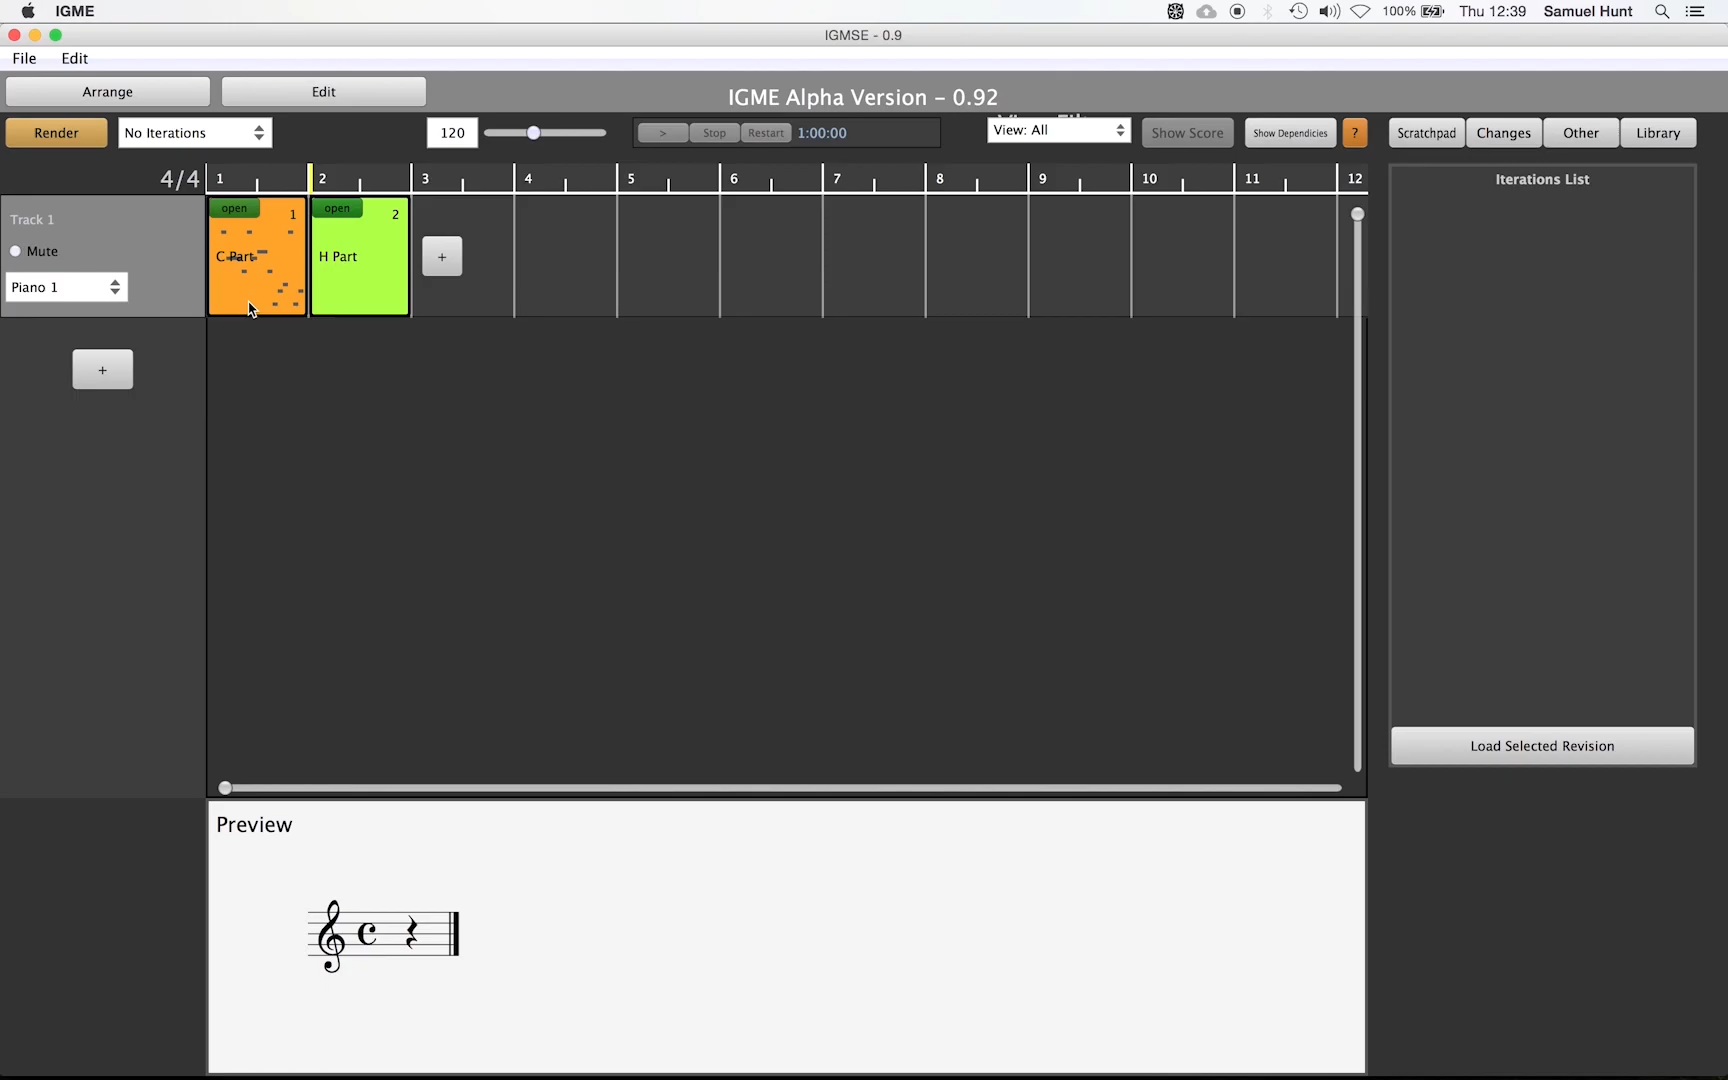 IGME
100%
Thu 12:39
Samuel Hunt
IGMSE - 0.9
File
Edit
Arrange
Edit
IGME Alpha Version - 0.92
Render
No Iterations
120
>
Stop
Restart
1:00:00
View: All
Show Score
Show Dependicies
?
Scratchpad
Changes
Other
Library
4/4
1
2
3
4
5
6
7
8
9
10
11
12
Iterations List
Track 1
Mute
Piano 1
open
1
C Part
open
2
H Part
+
+
Load Selected Revision
Preview